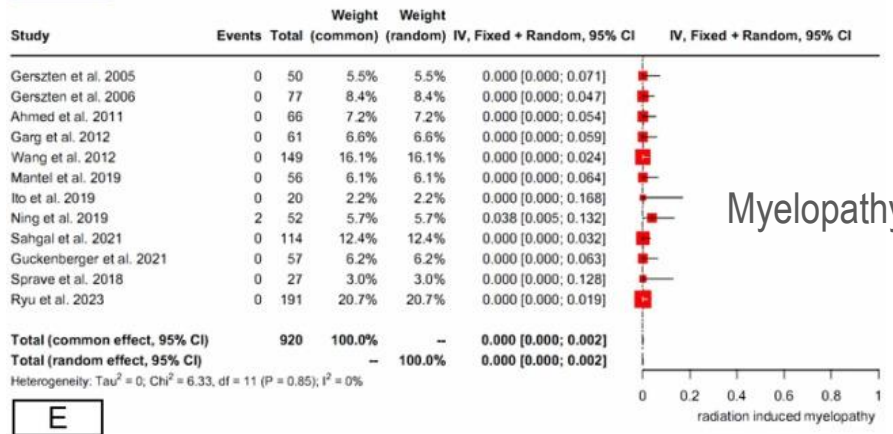 Weight Weight
Study Events Total (common) (random) IV, Fixed + Random, 95% CI IV, Fixed + Random, 95% CI
Gerszten et al. 2005 0 50 5.5% 5.5% 0.000 [0.000; 0.071]
Gerszten et al. 2006 0 77 8.4% 8.4% 0.000 [0.000; 0.047]
Ahmed et al. 2011 0 66 7.2% 7.2% 0.000 [0.000; 0.054]
Garg et al. 2012 0 61 6.6% 6.6% 0.000 [0.000; 0.059]
Wang et al. 2012 0 149 16.1% 16.1% 0.000 [0.000; 0.024]
Mantel et al. 2019 0 56 6.1% 6.1% 0.000 [0.000; 0.064]
Ito et al. 2019 0 20 2.2% 2.2% 0.000 [0.000; 0.168]
Ning et al. 2019 2 52 5.7% 5.7% 0.038 [0.005; 0.132]
Myelopathy
Sahgal et al. 2021 0 114 12.4% 12.4% 0.000 [0.000; 0.032]
Guckenberger et al. 2021 0 57 6.2% 6.2% 0.000 [0.000; 0.063]
Sprave et al. 2018 0 27 3.0% 3.0% 0.000 [0.000; 0.128]
Ryu et al. 2023 0 191 20.7% 20.7% 0.000 [0.000; 0.019]
Total (common effect, 95% CI) 920 100.0% -- 0.000 [0.000; 0.002]
Total (random effect, 95% CI) -- 100.0% 0.000 [0.000; 0.002]
Heterogeneity: Tau² = 0; Chi² = 6.33, df = 11 (P = 0.85); I² = 0%
0 0.2 0.4 0.6 0.8 1
radiation induced myelopathy
E